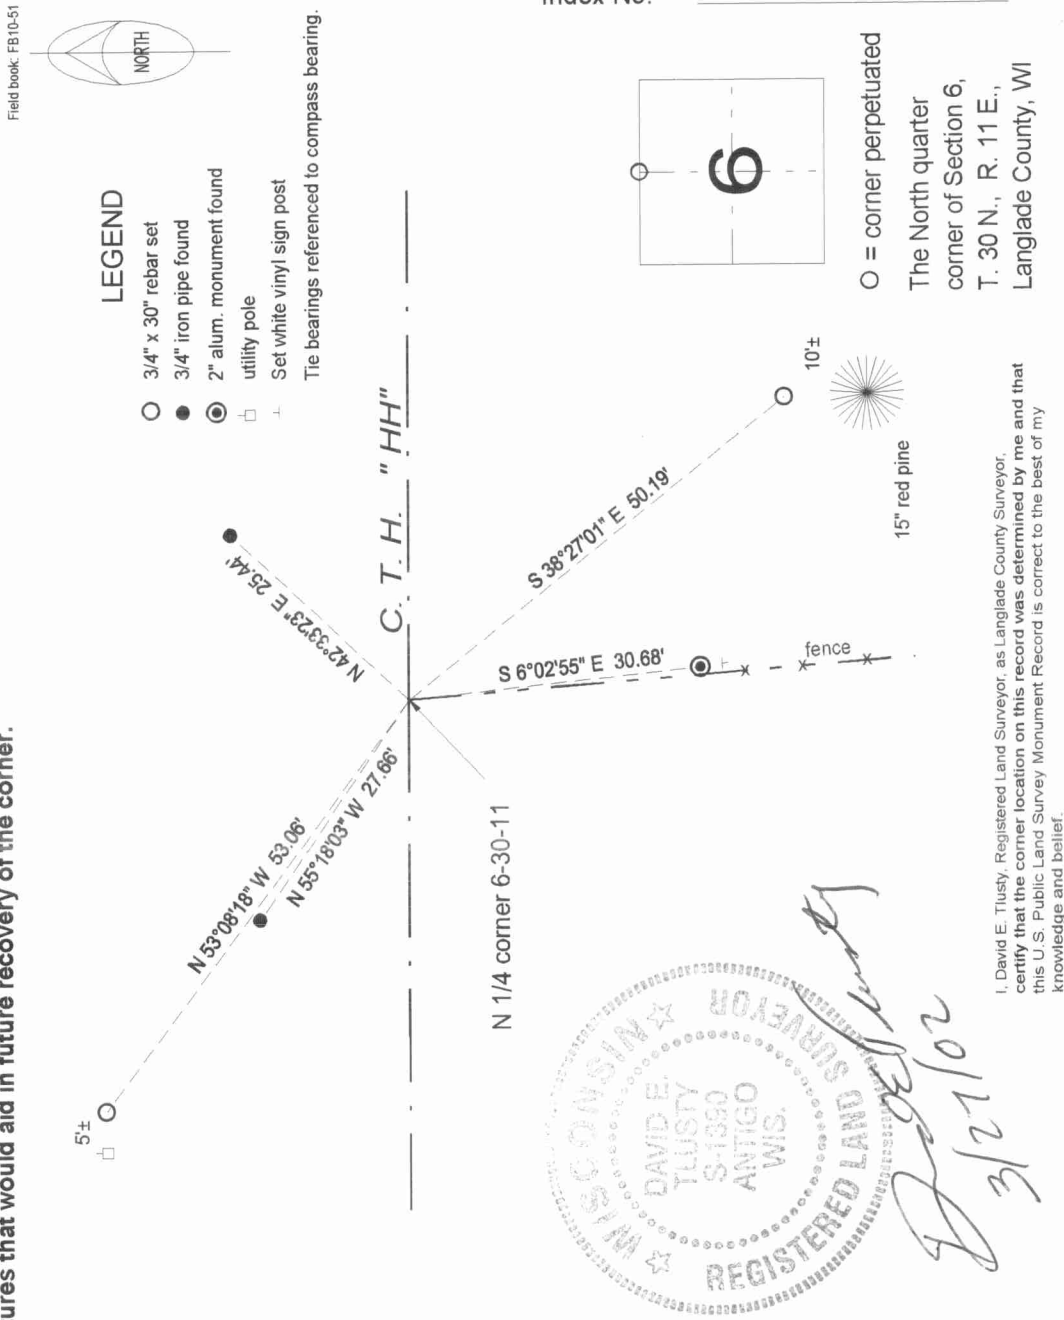 Index No.
ures that would aid in future recovery of the corner.
Field book: FB10-51
NORTH
LEGEND
3/4" x 30" rebar set
3/4" iron pipe found
2" alum. monument found
utility pole
Set white vinyl sign post
Tie bearings referenced to compass bearing.
5'±
N 53°08'18" W 53.06'
N 55°18'03" W 27.66'
N 42°33'23" E 25.44'
C. T. H. "HH"
S 6°02'55" E 30.68'
S 38°27'01" E 50.19'
fence
10'±
15" red pine
N 1/4 corner 6-30-11
6
O = corner perpetuated
The North quarter
corner of Section 6,
T. 30 N., R. 11 E.,
Langlade County, WI
WISCONSIN
DAVID E.
TLUSTY
S-1390
ANTIGO
WIS.
REGISTERED LAND SURVEYOR
3/27/02
I, David E. Tlusty, Registered Land Surveyor, as Langlade County Surveyor,
certify that the corner location on this record was determined by me and that
this U.S. Public Land Survey Monument Record is correct to the best of my
knowledge and belief.